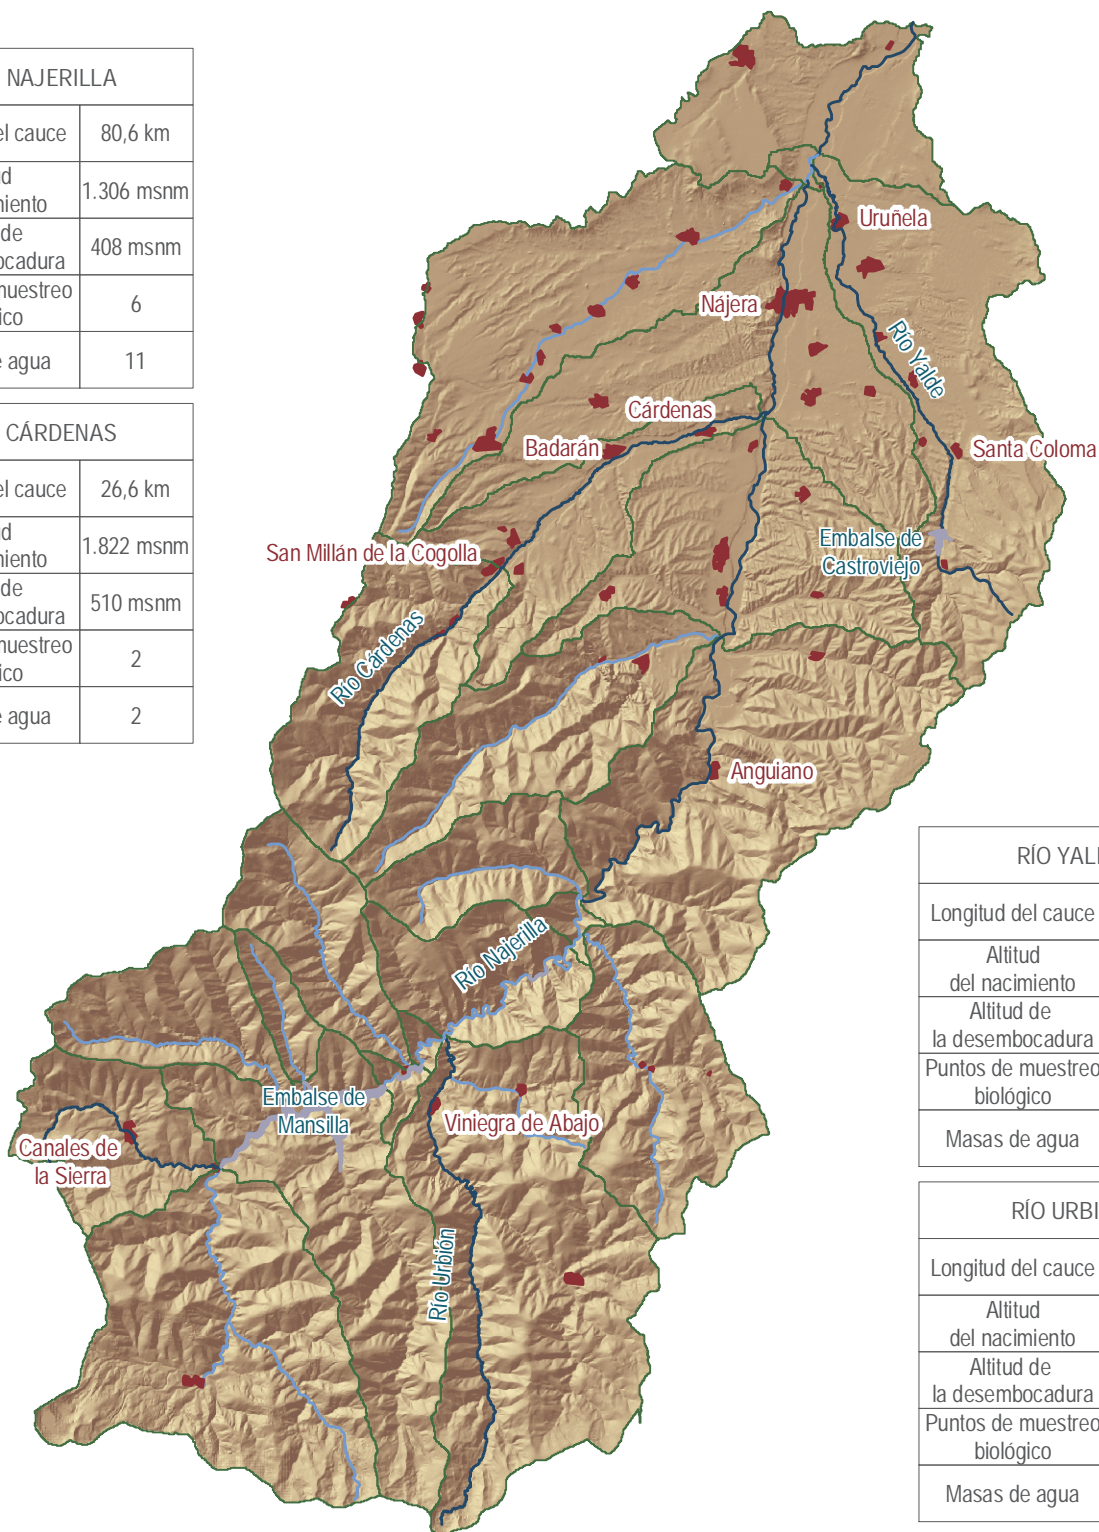 NAJERILLA
el cauce 80,6 km
ud
niento 1.306 msnm
de
ocadura 408 msnm
nuestreo
ico 6
e agua 11
CÁRDENAS
el cauce 26,6 km
ud
niento 1.822 msnm
de
ocadura 510 msnm
nuestreo
ico 2
e agua 2
Uruñela
Nájera
Río Yalde
Cárdenas
Badarán
Santa Coloma
San Millán de la Cogolla
Embalse de
Castroviejo
Río Cárdenas
Anguiano
Río Najerilla
Embalse de
Mansilla
Viniegra de Abajo
Canales de
la Sierra
Río Urbión
RÍO YAL
Longitud del cauce
Altitud
del nacimiento
Altitud de
la desembocadura
Puntos de muestreo
biológico
Masas de agua
RÍO URBI
Longitud del cauce
Altitud
del nacimiento
Altitud de
la desembocadura
Puntos de muestreo
biológico
Masas de agua